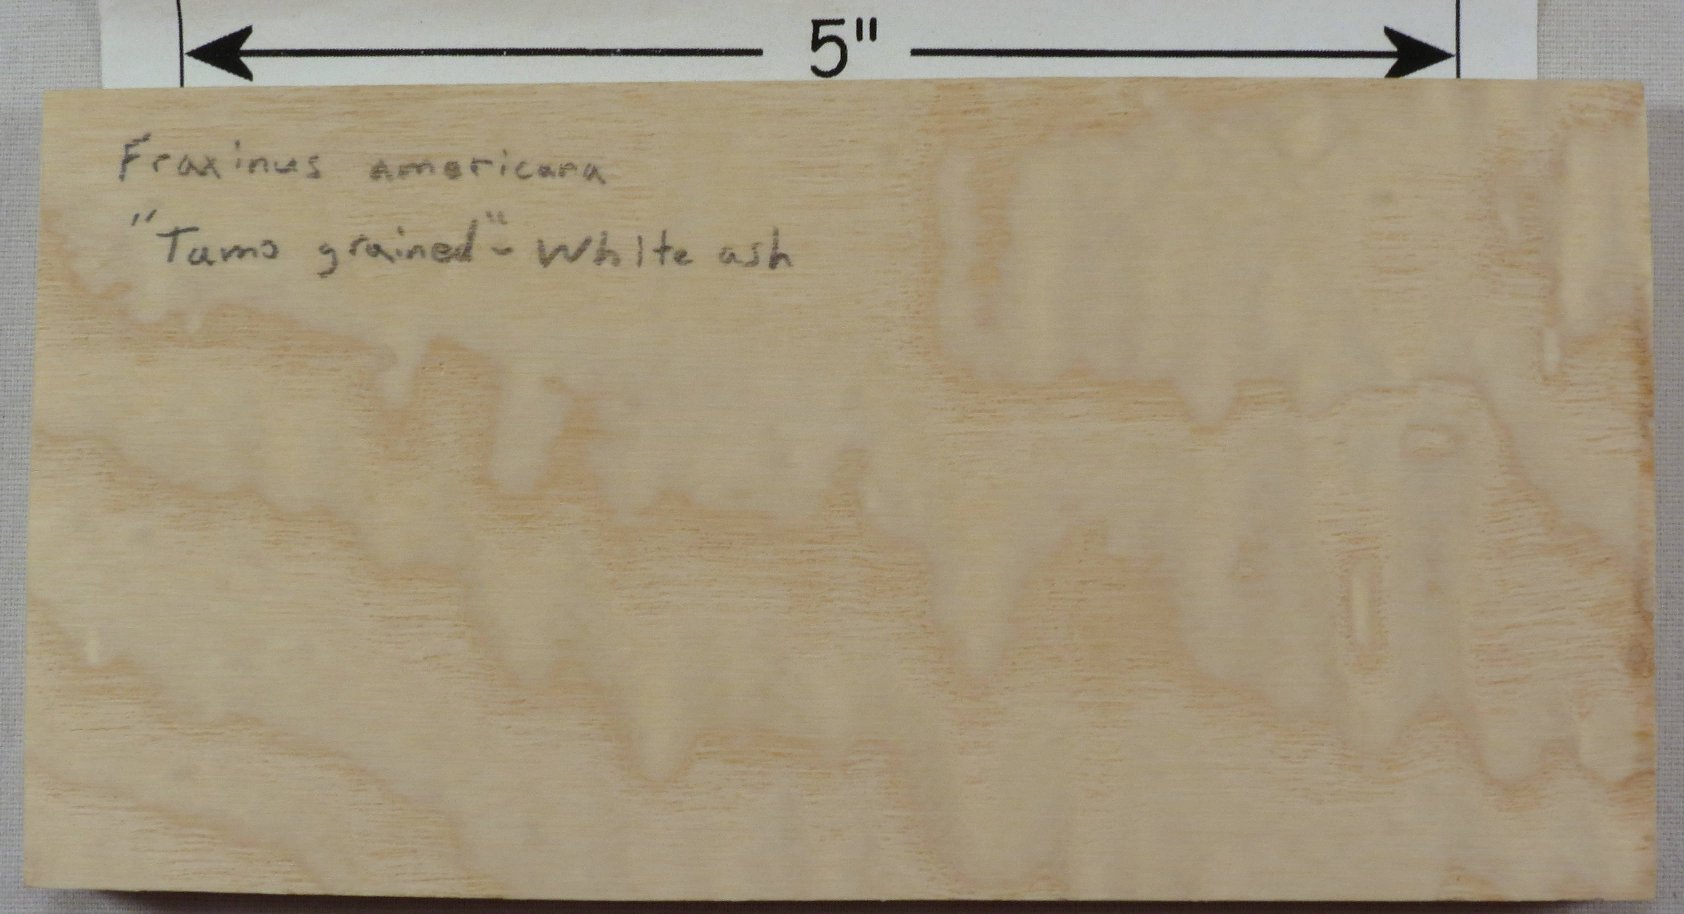 5"
Fraxinus americana
"Tamo grained" - White ash